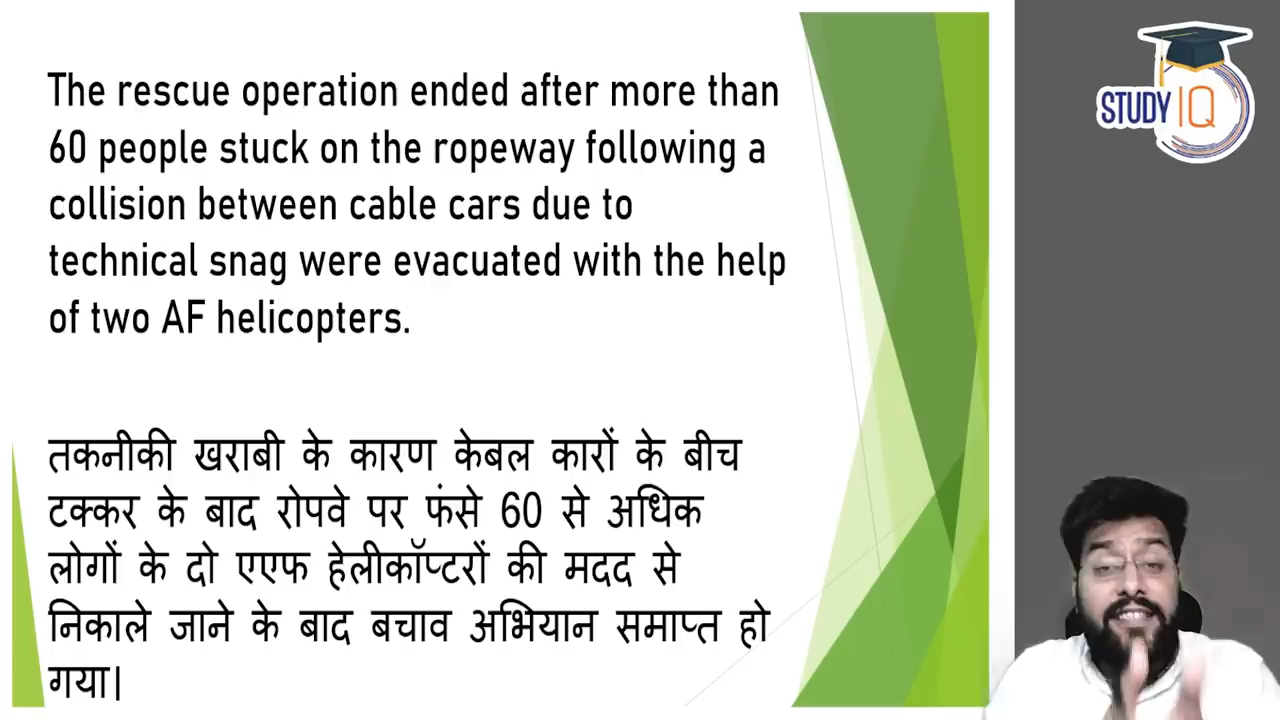 The rescue operation ended after more than
60 people stuck on the ropeway following a
collision between cable cars due to
technical snag were evacuated with the help
of two AF helicopters.
तकनीकी खराबी के कारण केबल कारों के बीच
टक्कर के बाद रोपवे पर फंसे 60 से अधिक
लोगों के दो एएफ हेलीकॉप्टरों की मदद से
निकाले जाने के बाद बचाव अभियान समाप्त हो
गया।
STUDY IQ